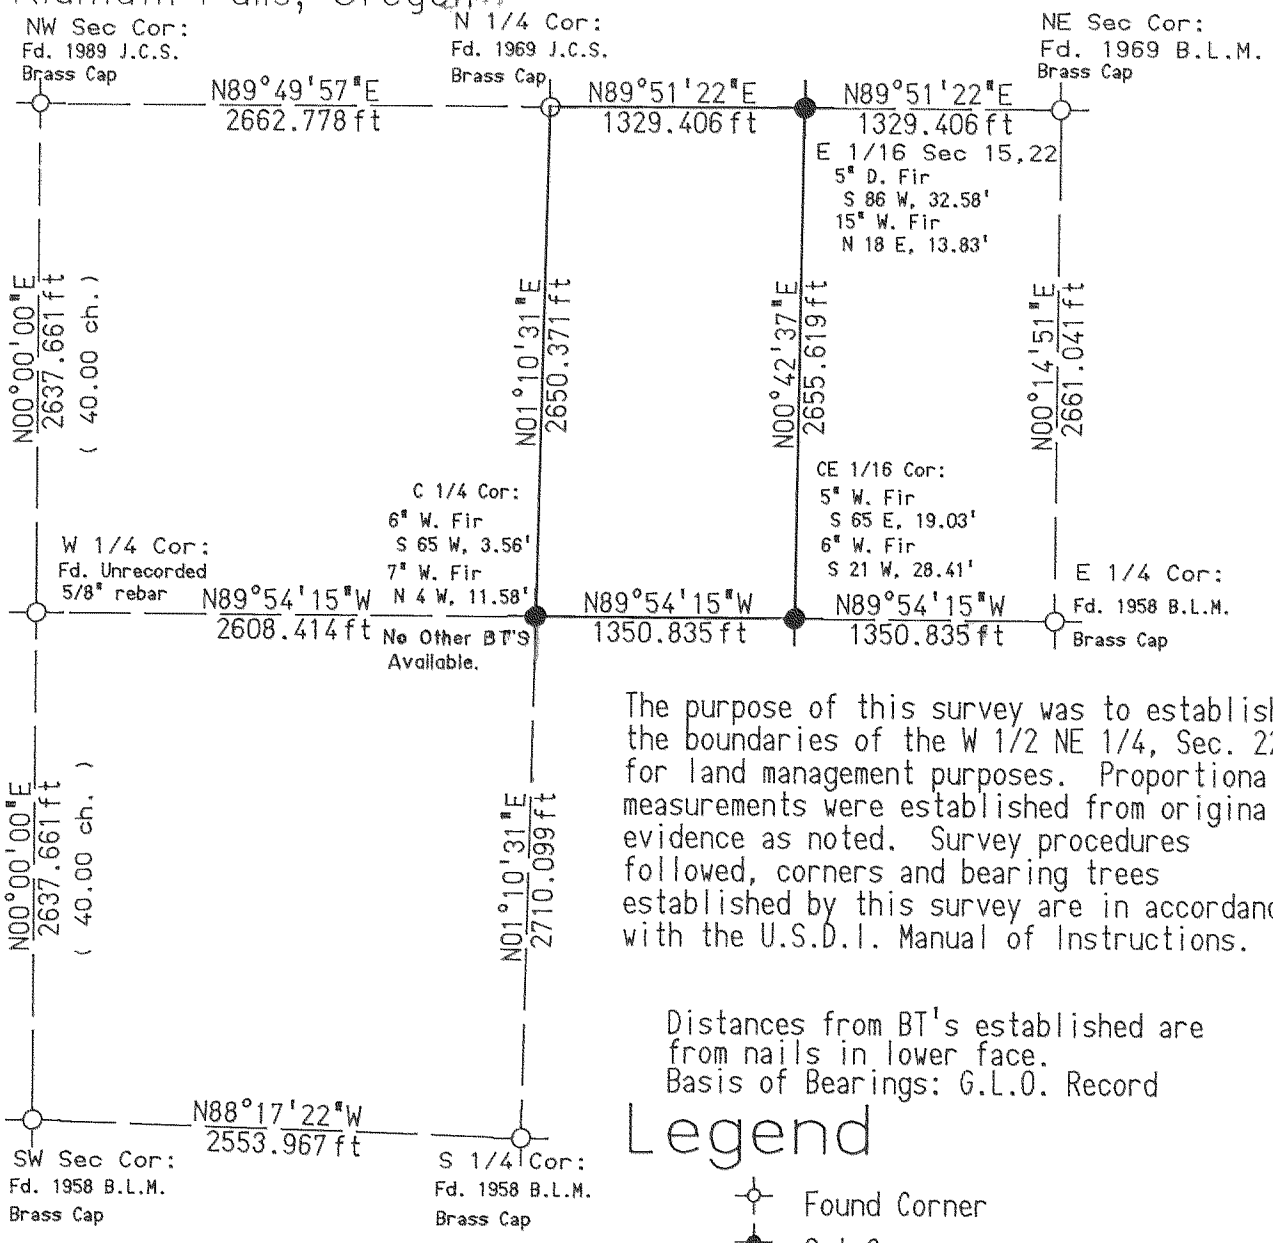 Klamath Falls, Oregon
NW Sec Cor:
Fd. 1989 J.C.S.
Brass Cap
N 1/4 Cor:
Fd. 1969 J.C.S.
Brass Cap
NE Sec Cor:
Fd. 1969 B.L.M.
Brass Cap
N89°49'57"E
2662.778 ft
N89°51'22"E
1329.406 ft
N89°51'22"E
1329.406 ft
E 1/16 Sec 15,22
5" D. Fir
S 86 W, 32.58'
15" W. Fir
N 18 E, 13.83'
N00°00'00"E
2637.661 ft
( 40.00 ch. )
N01°10'31"E
2650.371 ft
N00°42'37"E
2655.619 ft
N00°14'51"E
2661.041 ft
C 1/4 Cor:
6" W. Fir
S 65 W, 3.56'
7" W. Fir
N 4 W, 11.58'
CE 1/16 Cor:
5" W. Fir
S 65 E, 19.03'
6" W. Fir
S 21 W, 28.41'
W 1/4 Cor:
Fd. Unrecorded
5/8" rebar
E 1/4 Cor:
Fd. 1958 B.L.M.
Brass Cap
N89°54'15"W
2608.414 ft
No Other BT'S
Available.
N89°54'15"W
1350.835 ft
N89°54'15"W
1350.835 ft
The purpose of this survey was to establish
the boundaries of the W 1/2 NE 1/4, Sec. 22
for land management purposes. Proportiona
measurements were established from origina
evidence as noted. Survey procedures
followed, corners and bearing trees
established by this survey are in accordanc
with the U.S.D.I. Manual of Instructions.
N00°00'00"E
2637.661 ft
( 40.00 ch. )
N01°10'31"E
2710.099 ft
Distances from BT's established are
from nails in lower face.
Basis of Bearings: G.L.O. Record
N88°17'22"W
2553.967 ft
SW Sec Cor:
Fd. 1958 B.L.M.
Brass Cap
S 1/4 Cor:
Fd. 1958 B.L.M.
Brass Cap
Legend
Found Corner